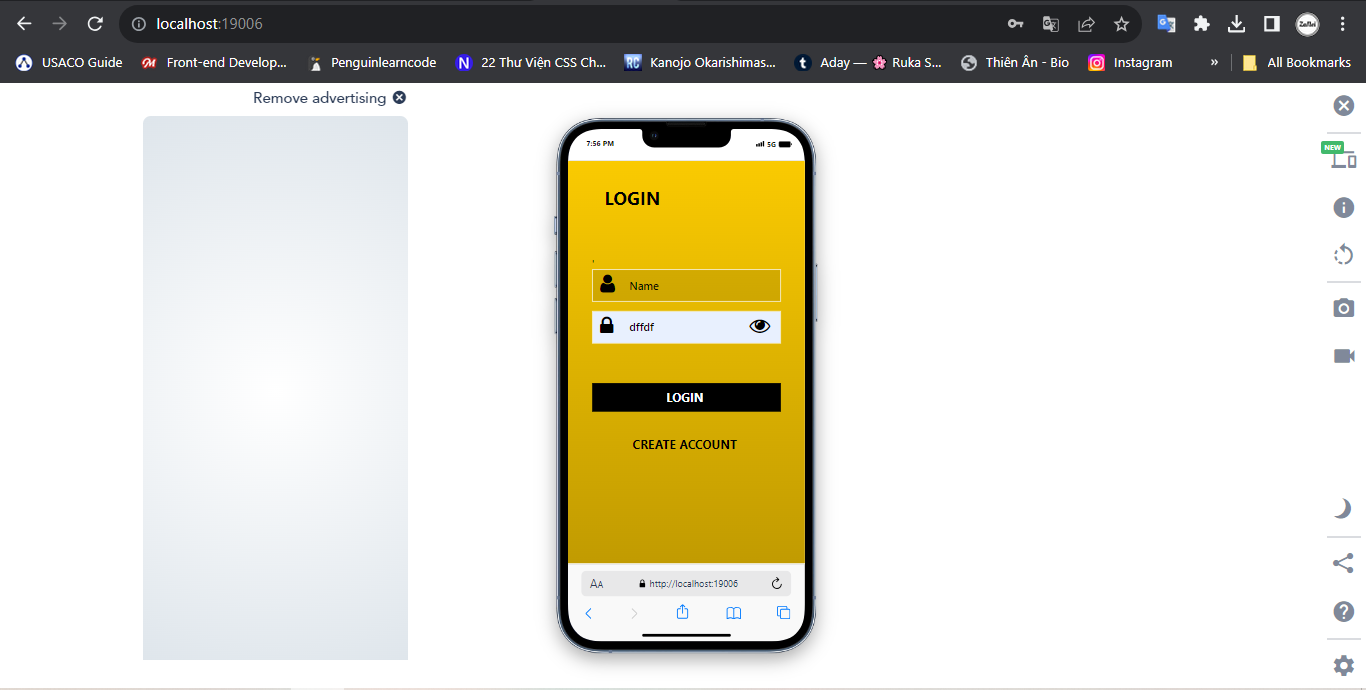 localhost:19006
USACO Guide
Front-end Develop...
Penguinlearncode
22 Thư Viện CSS Ch...
Kanojo Okarishimas...
Aday — 🌸 Ruka S...
Thiên Ân - Bio
Instagram
»
All Bookmarks
Remove advertising
NEW
7:56 PM
5G
LOGIN
Name
dffdf
LOGIN
CREATE ACCOUNT
AA
http://localhost:19006